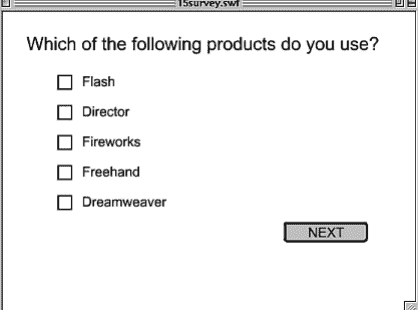 15survey.swf
Which of the following products do you use?
Flash
Director
Fireworks
Freehand
Dreamweaver
NEXT